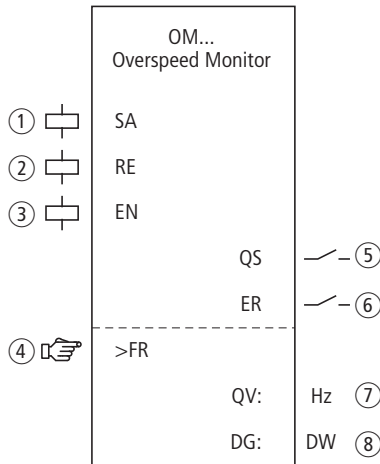 OM...
Overspeed Monitor
1 SA
2 RE
3 EN
QS 5
ER 6
4 >FR
QV: Hz 7
DG: DW 8